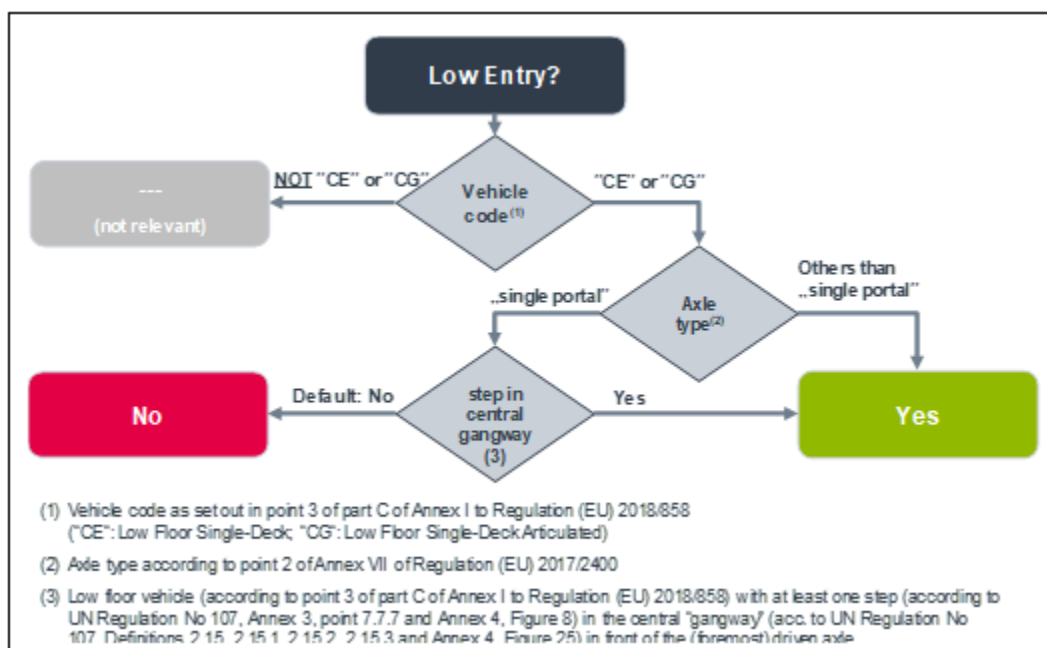 Low Entry?
---
(not relevant)
NOT "CE" or "CG"
Vehicle
code(1)
"CE" or "CG"
„single portal"
Axle
type(2)
Others than
„single portal"
No
Default: No
step in
central
gangway
(3)
Yes
Yes
(1) Vehicle code as set out in point 3 of part C of Annex I to Regulation (EU) 2018/858
("CE": Low Floor Single-Deck; "CG": Low Floor Single-Deck Articulated)
(2) Axle type according to point 2 of Annex VII of Regulation (EU) 2017/2400
(3) Low floor vehicle (according to point 3 of part C of Annex I to Regulation (EU) 2018/858) with at least one step (according to
UN Regulation No 107, Annex 3, point 7.7.7 and Annex 4, Figure 8) in the central "gangway" (acc. to UN Regulation No
107, Definitions 2.15, 2.15.1, 2.15.2, 2.15.3 and Annex 4, Figure 25) in front of the (foremost) driven axle